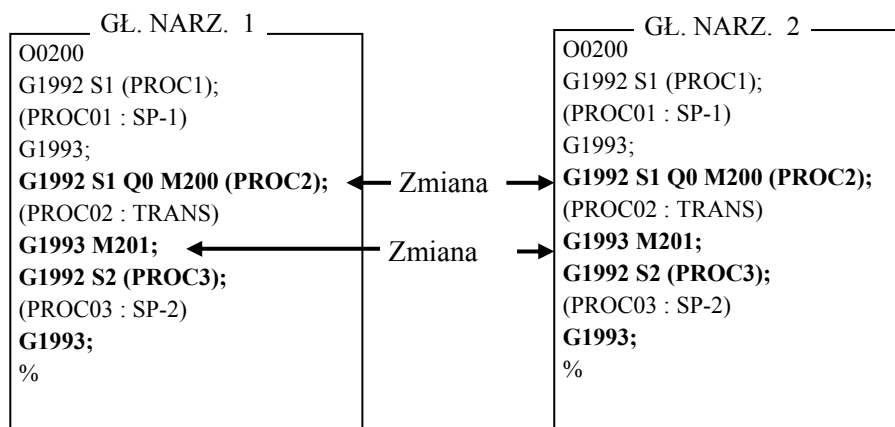 GŁ. NARZ. 1
O0200
G1992 S1 (PROC1);
(PROC01 : SP-1)
G1993;
G1992 S1 Q0 M200 (PROC2);
(PROC02 : TRANS)
G1993 M201;
G1992 S2 (PROC3);
(PROC03 : SP-2)
G1993;
%
Zmiana
Zmiana
GŁ. NARZ. 2
O0200
G1992 S1 (PROC1);
(PROC01 : SP-1)
G1993;
G1992 S1 Q0 M200 (PROC2);
(PROC02 : TRANS)
G1993 M201;
G1992 S2 (PROC3);
(PROC03 : SP-2)
G1993;
%